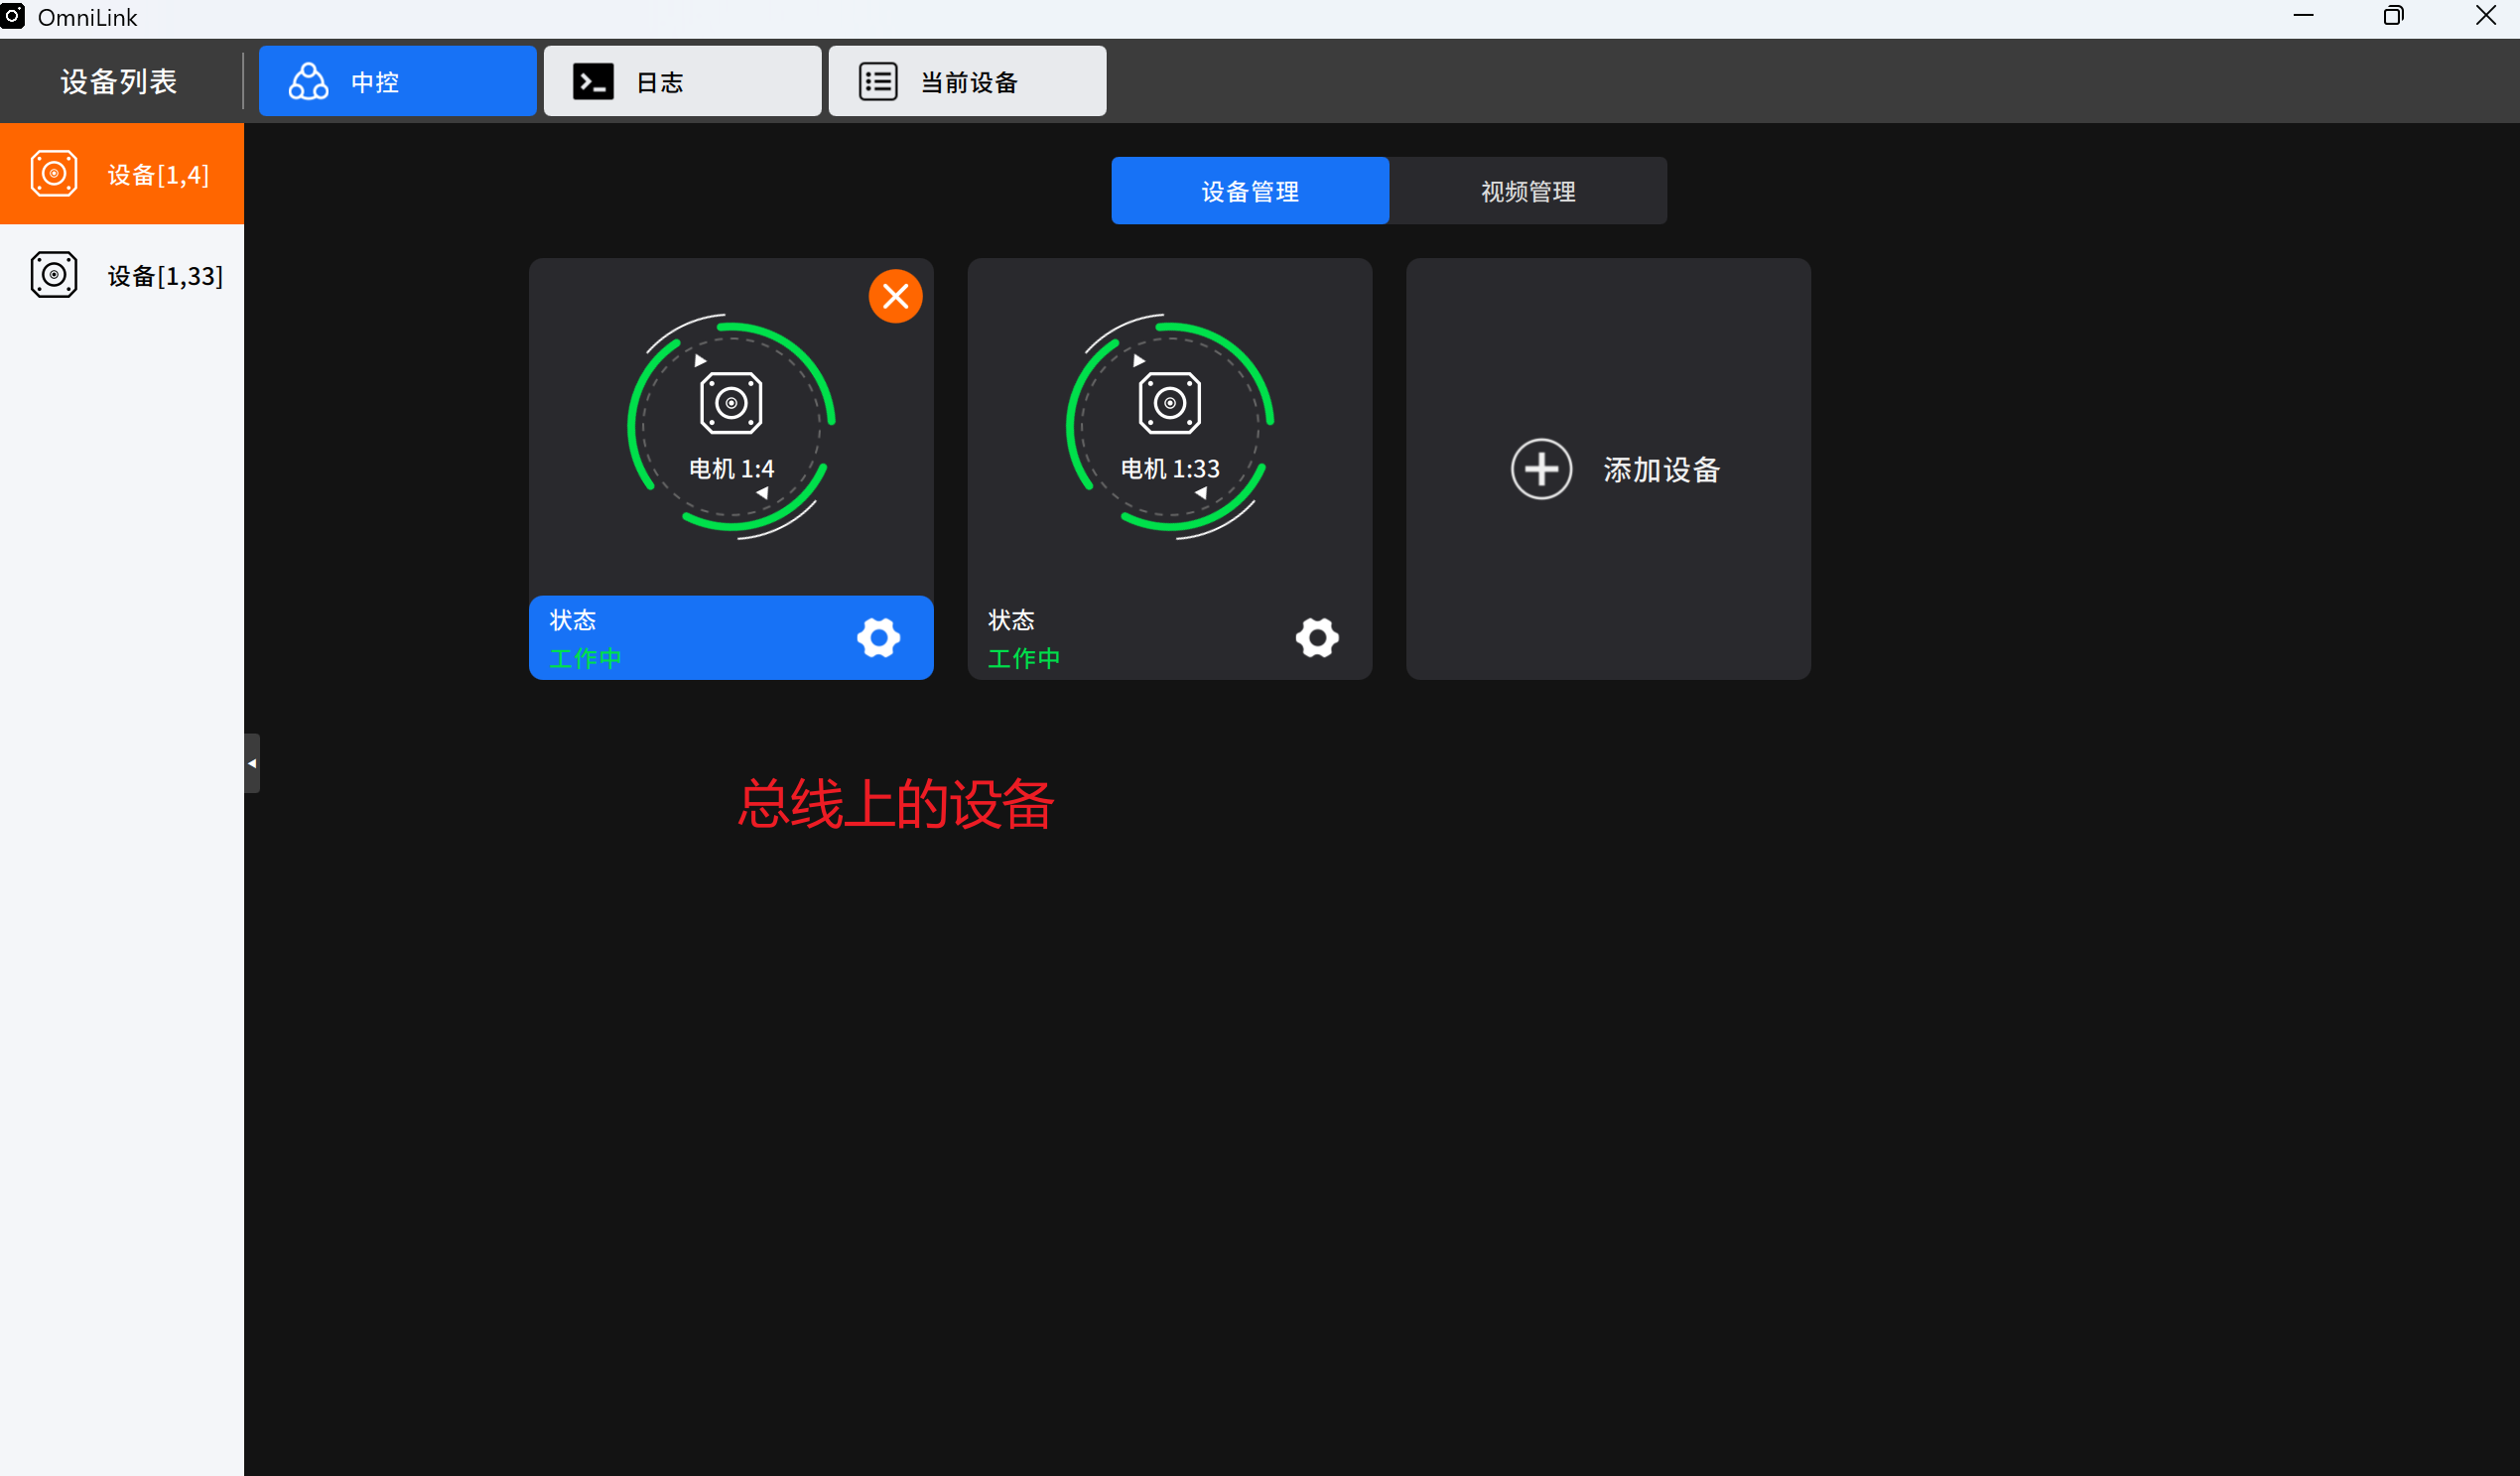 OmniLink
设备列表
中控
日志
当前设备
设备[1,4]
设备[1,33]
设备管理
视频管理
电机 1:4
状态
工作中
电机 1:33
状态
工作中
添加设备
总线上的设备